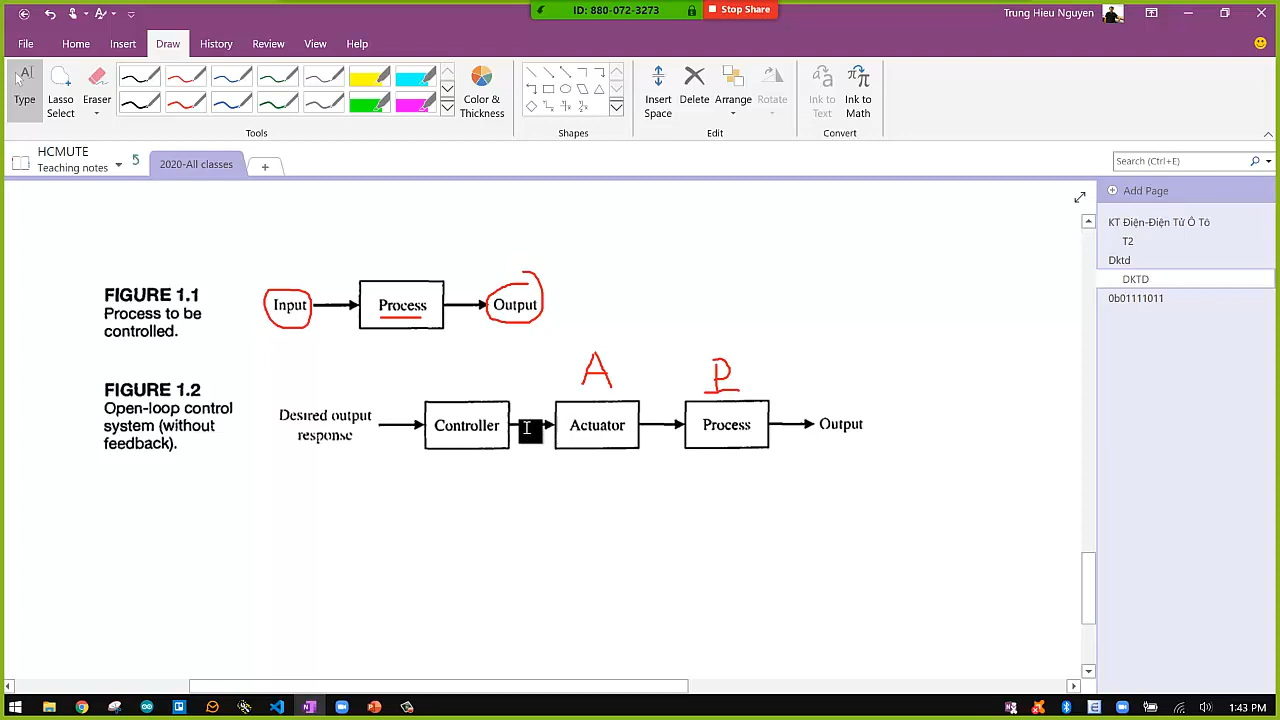 ID: 880-072-3273
Stop Share
Trung Hieu Nguyen
File Home Insert Draw History Review View Help
Type
Lasso Select
Eraser
Color & Thickness
Insert Space
Delete
Arrange
Rotate
Ink to Text
Ink to Math
Tools
Shapes
Edit
Convert
HCMUTE
Teaching notes
5
2020-All classes
+
Search (Ctrl+E)
Add Page
KT Điện-Điện Tử Ô Tô
T2
Dktd
DKTD
0b01111011
FIGURE 1.1
Process to be
controlled.
Input
Process
Output
A
P
FIGURE 1.2
Open-loop control
system (without
feedback).
Desired output
response
Controller
Actuator
Process
Output
1:43 PM